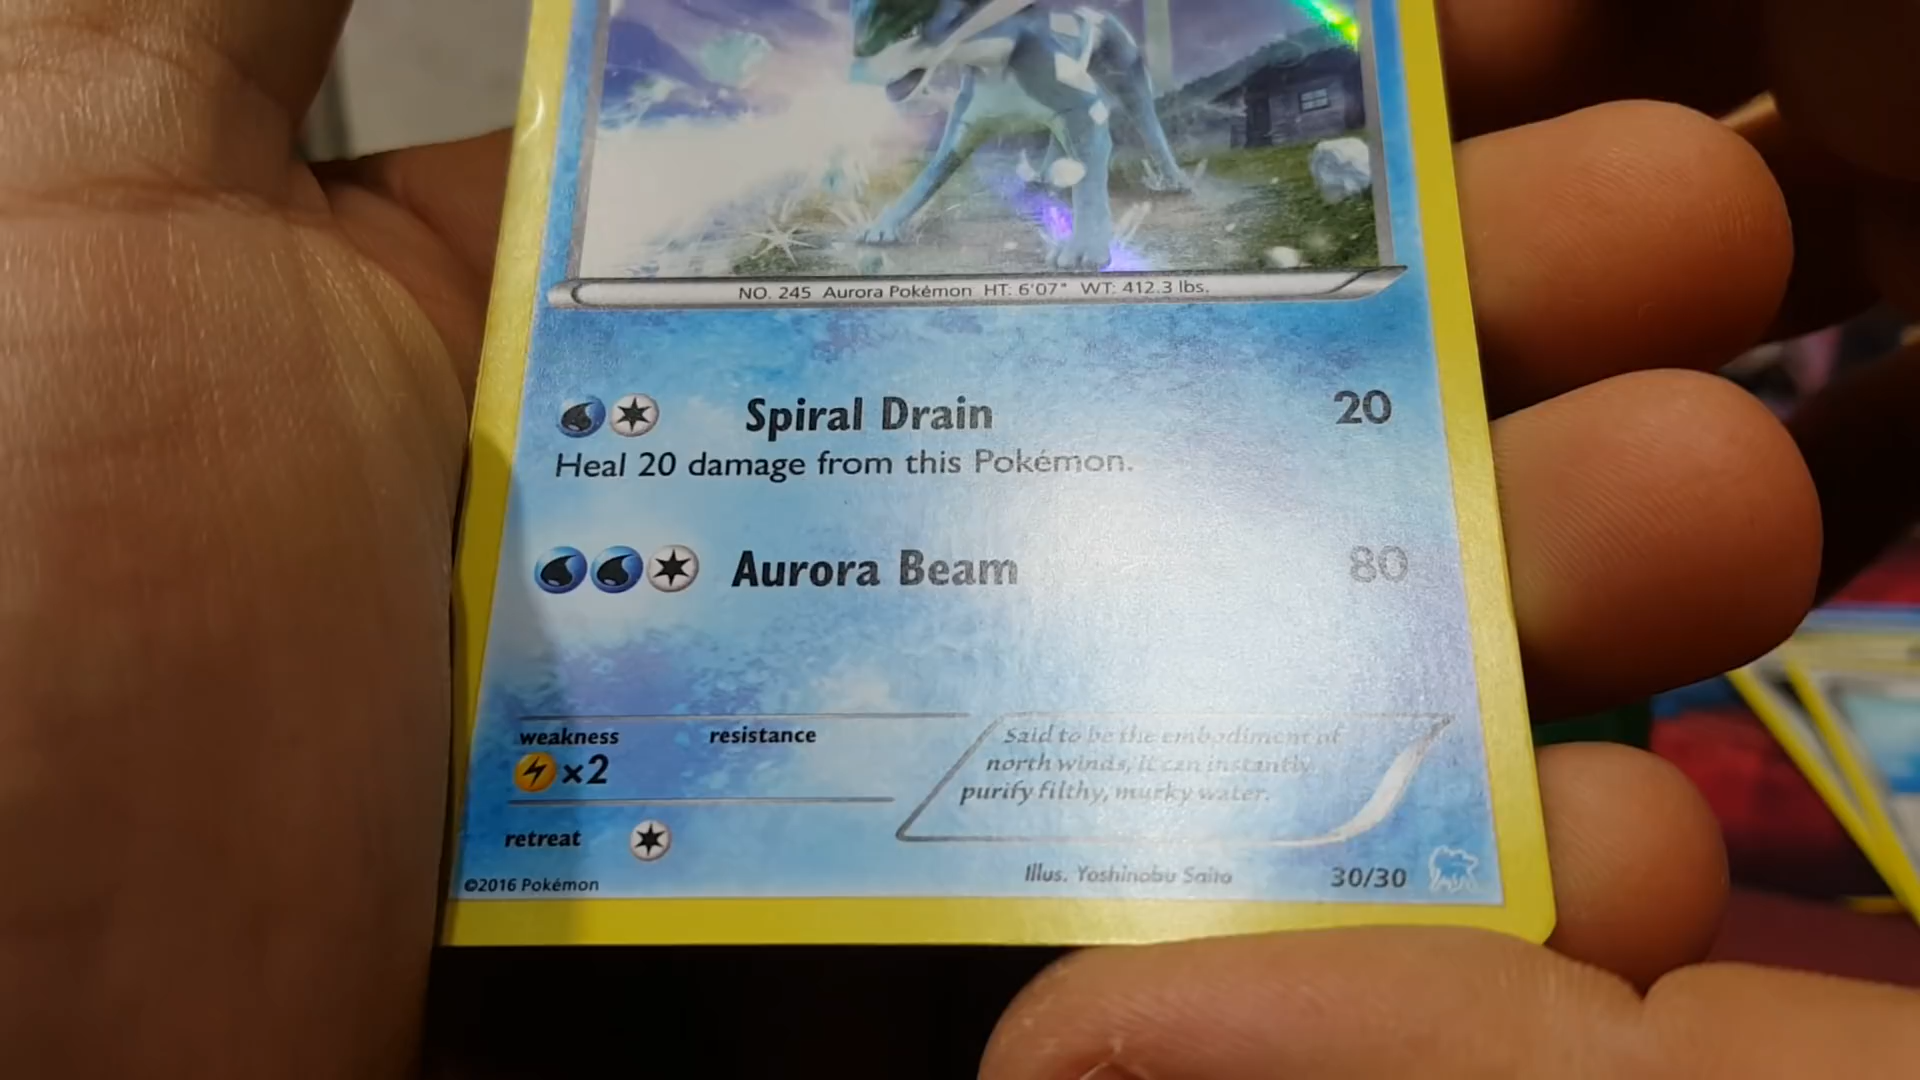 NO. 245 Aurora Pokémon HT: 6'07" WT: 412.3 lbs.
Spiral Drain 20
Heal 20 damage from this Pokémon.
Aurora Beam 80
weakness resistance
×2
Said to be the embodiment of
north winds, it can instantly
purify filthy, murky water.
retreat
Illus. Yoshinobu Saito 30/30
©2016 Pokémon